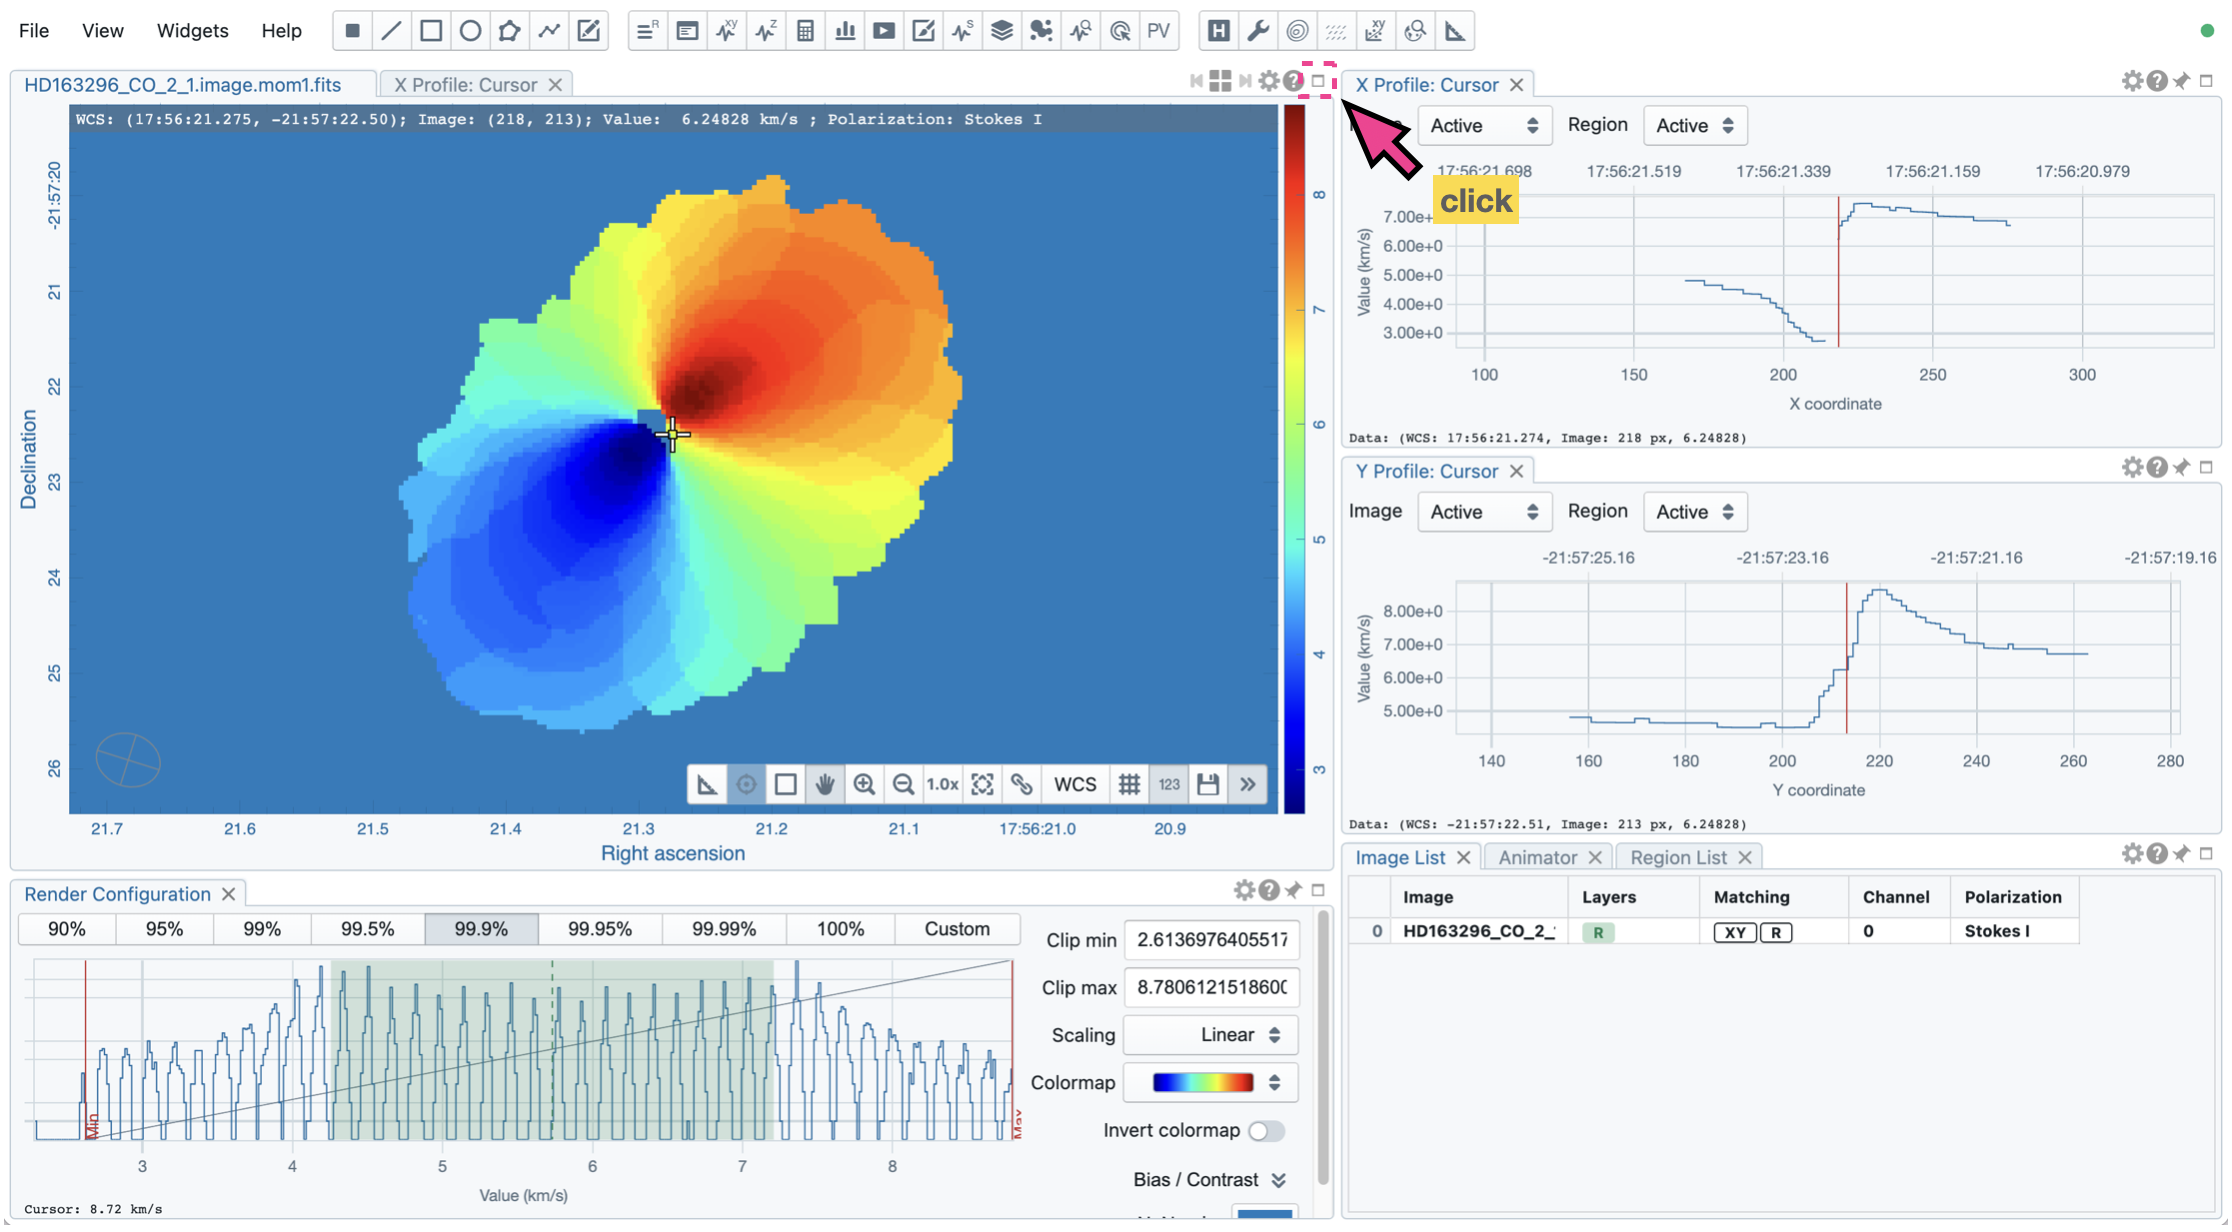 File View Widgets Help
R xy z s PV H xy
HD163296_CO_2_1.image.mom1.fits
X Profile: Cursor
WCS: (17:56:21.275, -21:57:22.50); Image: (218, 213); Value:  6.24828 km/s ; Polarization: Stokes I
-21:57:20
21
22
23
24
25
26
Declination
8
7
6
5
4
3
1.0x WCS 123
21.7 21.6 21.5 21.4 21.3 21.2 21.1 17:56:21.0 20.9
Right ascension
Render Configuration
90% 95% 99% 99.5% 99.9% 99.95% 99.99% 100% Custom
Clip min 2.6136976405517
Clip max 8.7806121518600
Scaling Linear
Colormap
Invert colormap
Bias / Contrast
Min
Max
3 4 5 6 7 8
Value (km/s)
Cursor: 8.72 km/s
X Profile: Cursor
Active Region Active
click
17:56:21.698 17:56:21.519 17:56:21.339 17:56:21.159 17:56:20.979
7.00e+
6.00e+0
5.00e+0
4.00e+0
3.00e+0
Value (km/s)
100 150 200 250 300
X coordinate
Data: (WCS: 17:56:21.274, Image: 218 px, 6.24828)
Y Profile: Cursor
Image Active Region Active
-21:57:25.16 -21:57:23.16 -21:57:21.16 -21:57:19.16
8.00e+0
7.00e+0
6.00e+0
5.00e+0
Value (km/s)
140 160 180 200 220 240 260 280
Y coordinate
Data: (WCS: -21:57:22.51, Image: 213 px, 6.24828)
Image List Animator Region List
Image Layers Matching Channel Polarization
0 HD163296_CO_2_ R XY R 0 Stokes I